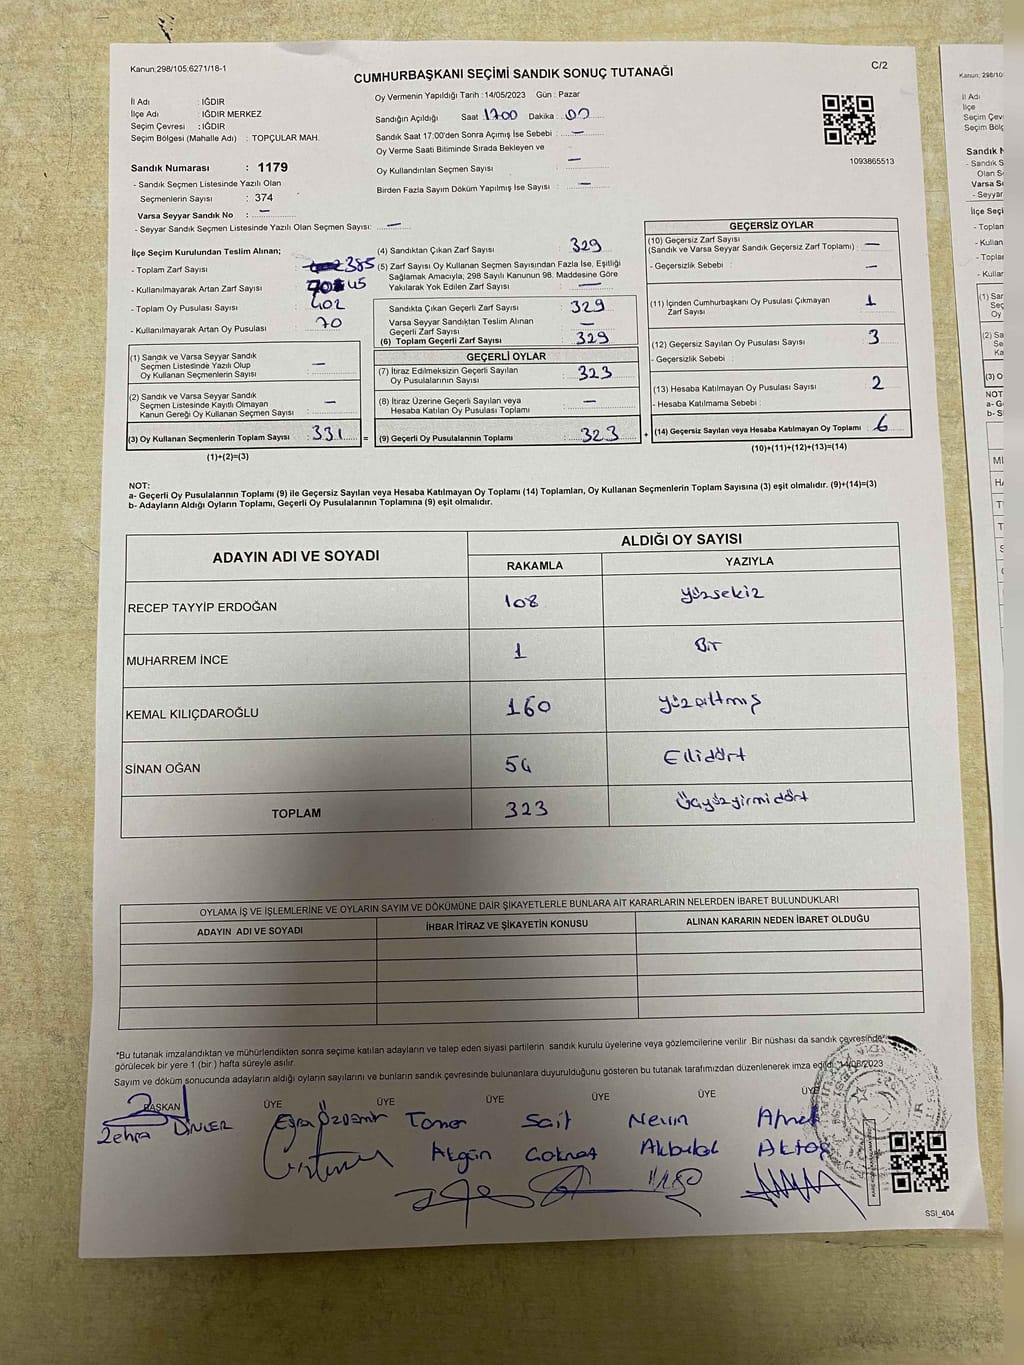 Kanun;298/105;6271/18-1
C/2
CUMHURBAŞKANI SEÇİMİ SANDIK SONUÇ TUTANAĞI
İl Adı : IĞDIR
İlçe Adı : IĞDIR MERKEZ
Seçim Çevresi : IĞDIR
Seçim Bölgesi (Mahalle Adı) : TOPÇULAR MAH.
Oy Vermenin Yapıldığı Tarih : 14/05/2023 Gün : Pazar
Sandığın Açıldığı Saat 1700 Dakika : 00
Sandık Saat 17:00'den Sonra Açımış İse Sebebi : —
Oy Verme Saati Bitiminde Sırada Bekleyen ve
Oy Kullandırılan Seçmen Sayısı : —
Birden Fazla Sayım Döküm Yapılmış İse Sayısı : —
1093865513
Sandık Numarası : 1179
- Sandık Seçmen Listesinde Yazılı Olan
Seçmenlerin Sayısı : 374
Varsa Seyyar Sandık No : —
- Seyyar Sandık Seçmen Listesinde Yazılı Olan Seçmen Sayısı: —
İlçe Seçim Kurulundan Teslim Alınan;
- Toplam Zarf Sayısı 385
- Kullanılmayarak Artan Zarf Sayısı 45
- Toplam Oy Pusulası Sayısı : 402
- Kullanılmayarak Artan Oy Pusulası : 70
(1) Sandık ve Varsa Seyyar Sandık
Seçmen Listesinde Yazılı Olup
Oy Kullanan Seçmenlerin Sayısı : —
(2) Sandık ve Varsa Seyyar Sandık
Seçmen Listesinde Kayıtlı Olmayan
Kanun Gereği Oy Kullanan Seçmen Sayısı : —
(3) Oy Kullanan Seçmenlerin Toplam Sayısı : 331 =
(1)+(2)=(3)
(4) Sandıktan Çıkan Zarf Sayısı 329
(5) Zarf Sayısı Oy Kullanan Seçmen Sayısından Fazla İse, Eşitliği
Sağlamak Amacıyla, 298 Sayılı Kanunun 98. Maddesine Göre
Yakılarak Yok Edilen Zarf Sayısı : —
Sandıkta Çıkan Geçerli Zarf Sayısı : 329
Varsa Seyyar Sandıktan Teslim Alınan
Geçerli Zarf Sayısı : —
(6) Toplam Geçerli Zarf Sayısı : 329
GEÇERLİ OYLAR
(7) İtiraz Edilmeksizin Geçerli Sayılan
Oy Pusulalarının Sayısı : 323
(8) İtiraz Üzerine Geçerli Sayılan veya
Hesaba Katılan Oy Pusulası Toplamı : —
(9) Geçerli Oy Pusulalarının Toplamı : 323 +
GEÇERSİZ OYLAR
(10) Geçersiz Zarf Sayısı
(Sandık ve Varsa Seyyar Sandık Geçersiz Zarf Toplamı) : —
- Geçersizlik Sebebi : —
(11) İçinden Cumhurbaşkanı Oy Pusulası Çıkmayan
Zarf Sayısı : 1
(12) Geçersiz Sayılan Oy Pusulası Sayısı : 3
- Geçersizlik Sebebi :
(13) Hesaba Katılmayan Oy Pusulası Sayısı : 2
- Hesaba Katılmama Sebebi :
(14) Geçersiz Sayılan veya Hesaba Katılmayan Oy Toplamı : 6
(10)+(11)+(12)+(13)=(14)
NOT:
a- Geçerli Oy Pusulalarının Toplamı (9) ile Geçersiz Sayılan veya Hesaba Katılmayan Oy Toplamı (14) Toplamları, Oy Kullanan Seçmenlerin Toplam Sayısına (3) eşit olmalıdır. (9)+(14)=(3)
b- Adayların Aldığı Oyların Toplamı, Geçerli Oy Pusulalarının Toplamına (9) eşit olmalıdır.
ADAYIN ADI VE SOYADI
ALDIĞI OY SAYISI
RAKAMLA YAZIYLA
RECEP TAYYİP ERDOĞAN 108 Yüzsekiz
MUHARREM İNCE 1 Bir
KEMAL KILIÇDAROĞLU 160 yüzaltmış
SİNAN OĞAN 54 Ellidört
TOPLAM 323 Üçyüzyirmidört
OYLAMA İŞ VE İŞLEMLERİNE VE OYLARIN SAYIM VE DÖKÜMÜNE DAİR ŞİKAYETLERLE BUNLARA AİT KARARLARIN NELERDEN İBARET BULUNDUKLARI
ADAYIN ADI VE SOYADI İHBAR İTİRAZ VE ŞİKAYETİN KONUSU ALINAN KARARIN NEDEN İBARET OLDUĞU
*Bu tutanak imzalandıktan ve mühürlendikten sonra seçime katılan adayların ve talep eden siyasi partilerin sandık kurulu üyelerine veya gözlemcilerine verilir .Bir nüshası da sandık çevresinde
görülecek bir yere 1 (bir ) hafta süreyle asılır.
Sayım ve döküm sonucunda adayların aldığı oyların sayılarını ve bunların sandık çevresinde bulunanlara duyurulduğunu gösteren bu tutanak tarafımızdan düzenlenerek imza edildi.
BAŞKAN ÜYE ÜYE ÜYE ÜYE ÜYE ÜYE
Zehra DİNLER Esra Özdemir Tamer Sait Nevin Ahmet
Akgün Göknas Akbulut Aktaş
SSI_404